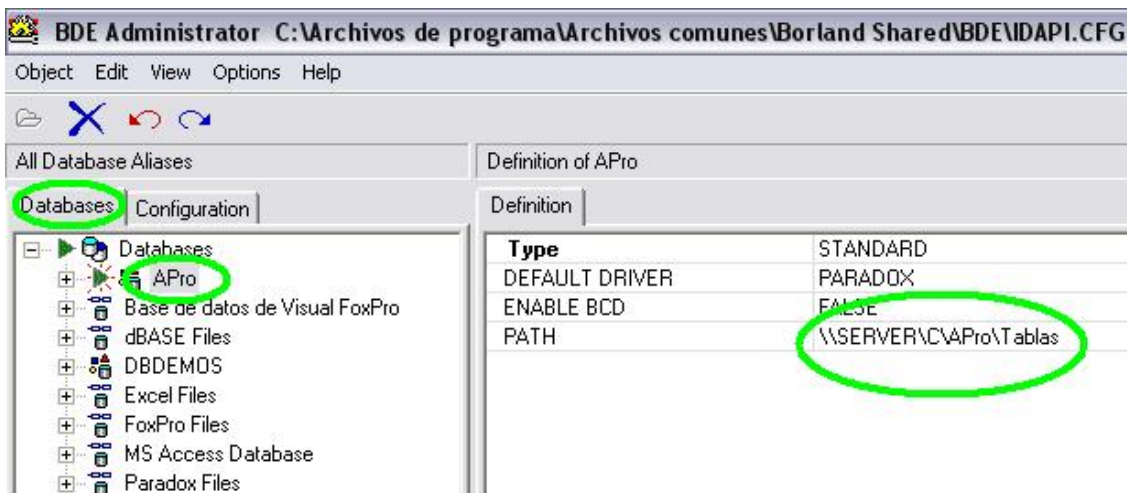 BDE Administrator C:\Archivos de programa\Archivos comunes\Borland Shared\BDE\IDAPI.CFG
Object Edit View Options Help
All Database Aliases
Definition of APro
Databases Configuration
Definition
Databases
APro
Base de datos de Visual FoxPro
dBASE Files
DBDEMOS
Excel Files
FoxPro Files
MS Access Database
Paradox Files
Type STANDARD
DEFAULT DRIVER PARADOX
ENABLE BCD FALSE
PATH \\SERVER\C\APro\Tablas